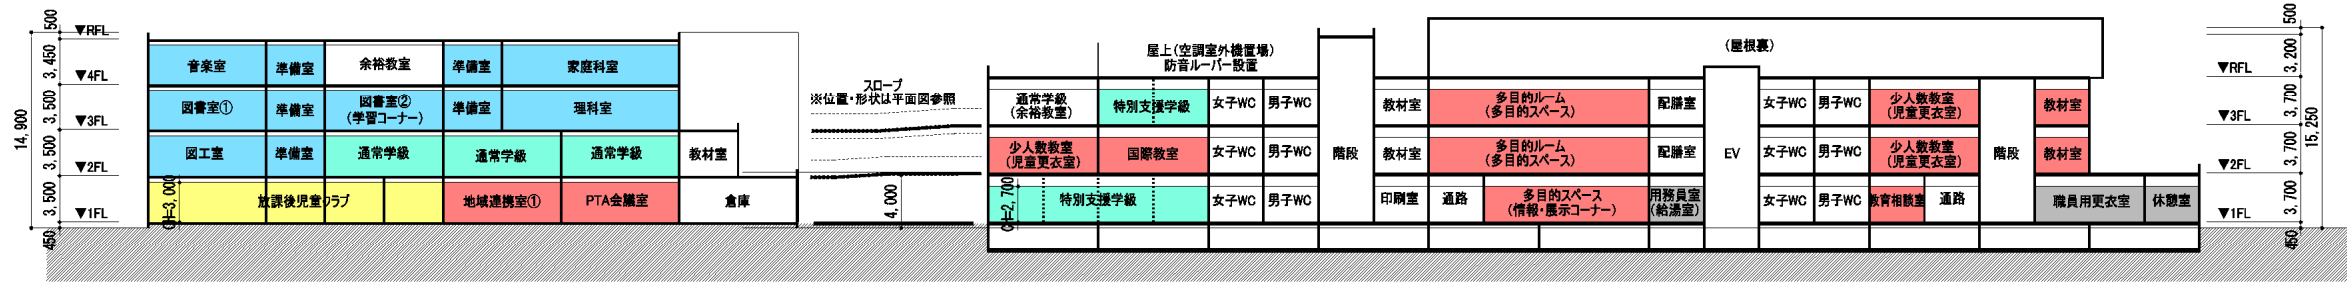 500
▼RFL
3,450
▼4FL
3,500
▼3FL
3,500
▼2FL
3,500
▼1FL
450
14,900
音楽室
準備室
余裕教室
準備室
家庭科室
図書室①
準備室
図書室②
(学習コーナー)
準備室
理科室
図工室
準備室
通常学級
通常学級
通常学級
教材室
放課後児童クラブ
地域連携室①
PTA会議室
倉庫
CH=3,000
スロープ
※位置・形状は平面図参照
4,000
屋上(空調室外機置場)
防音ルーバー設置
(屋根裏)
通常学級
(余裕教室)
特別支援学級
女子WC
男子WC
教材室
多目的ルーム
(多目的スペース)
配膳室
女子WC
男子WC
少人数教室
(児童更衣室)
教材室
少人数教室
(児童更衣室)
国際教室
女子WC
男子WC
階段
教材室
多目的ルーム
(多目的スペース)
配膳室
EV
女子WC
男子WC
少人数教室
(児童更衣室)
階段
教材室
CH=2,700
特別支援学級
女子WC
男子WC
印刷室
通路
多目的スペース
(情報・展示コーナー)
用務員室
(給湯室)
女子WC
男子WC
教育相談室
通路
職員用更衣室
休憩室
500
3,200
▼RFL
3,700
▼3FL
3,700
▼2FL
3,700
▼1FL
450
15,250